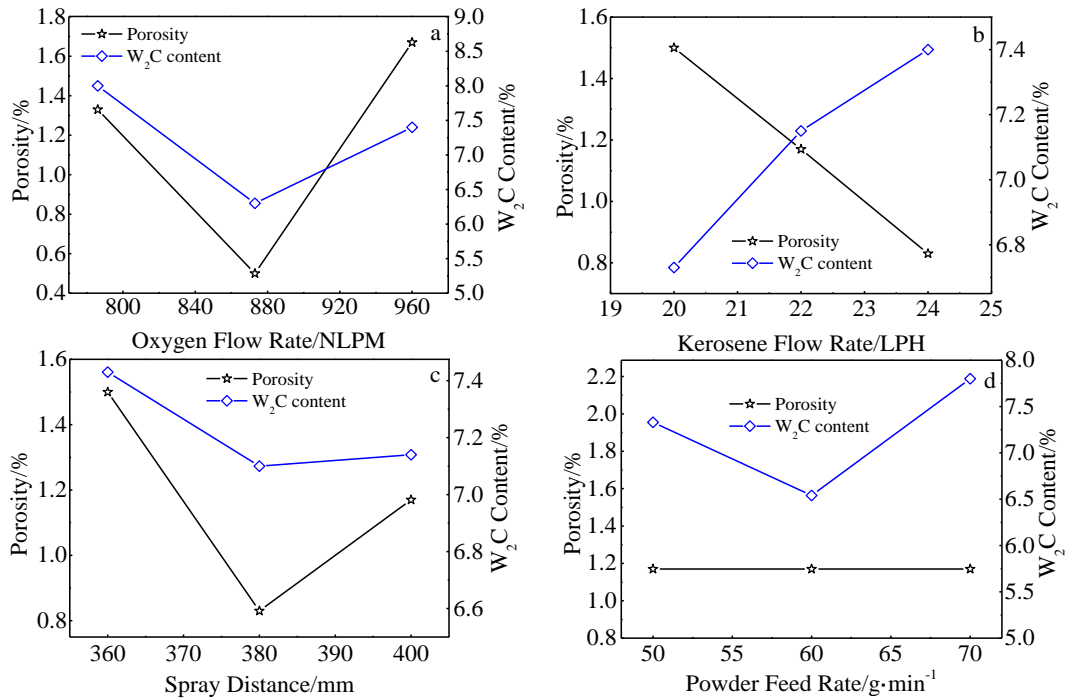 a
Porosity
W₂C content
1.8
1.6
1.4
1.2
1.0
0.8
0.6
0.4
Porosity/%
9.0
8.5
8.0
7.5
7.0
6.5
6.0
5.5
5.0
W₂C Content/%
800 840 880 920 960
Oxygen Flow Rate/NLPM
b
Porosity
W₂C content
1.6
1.4
1.2
1.0
0.8
Porosity/%
7.4
7.2
7.0
6.8
W₂C Content/%
19 20 21 22 23 24 25
Kerosene Flow Rate/LPH
c
Porosity
W₂C content
1.6
1.4
1.2
1.0
0.8
Porosity/%
7.4
7.2
7.0
6.8
6.6
W₂C Content/%
360 370 380 390 400
Spray Distance/mm
d
Porosity
W₂C content
2.2
2.0
1.8
1.6
1.4
1.2
1.0
0.8
Porosity/%
8.0
7.5
7.0
6.5
6.0
5.5
5.0
W₂C Content/%
50 55 60 65 70
Powder Feed Rate/g·min⁻¹